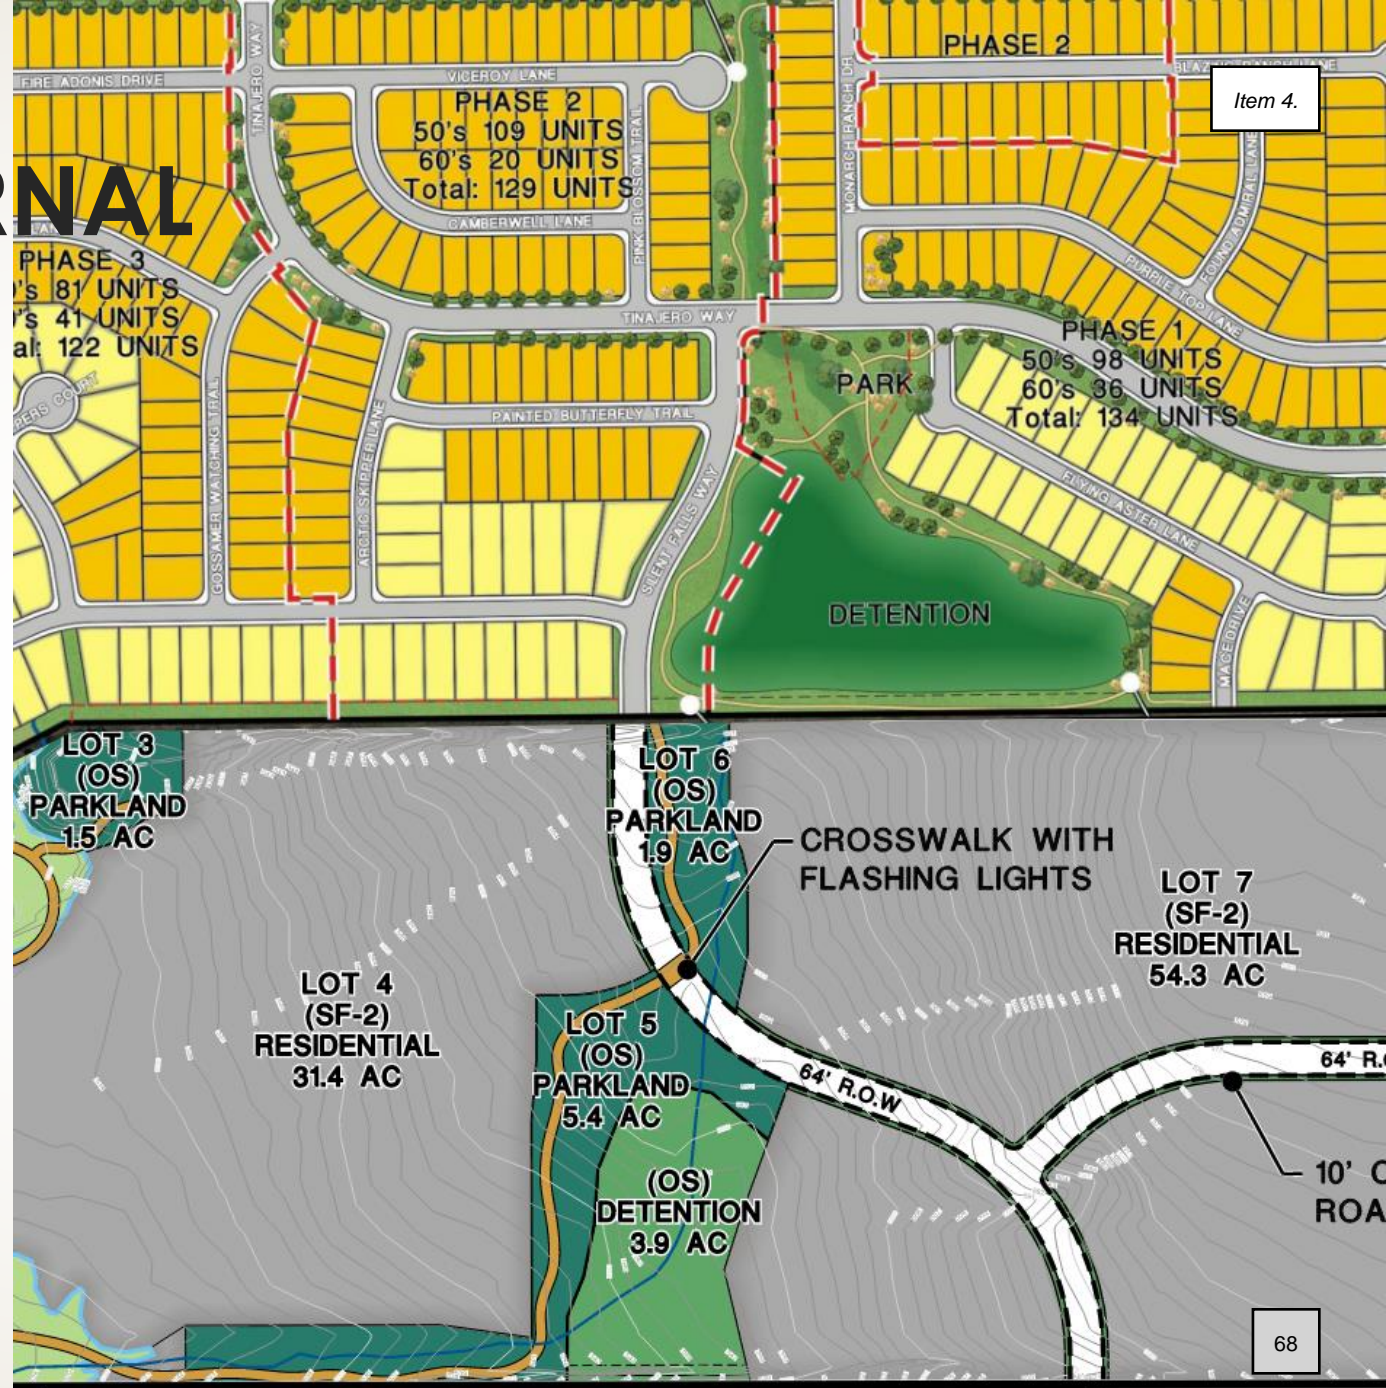 PHASE 2
FIRE ADONIS DRIVE
TINAJERO WAY
VICEROY LANE
Item 4.
PHASE 2
50's 109 UNITS
60's 20 UNITS
Total: 129 UNITS
PINK BLOSSOM TRAIL
MONARCH RANCH DR
CAMBERWELL LANE
RNAL
FOUND ADMIRAL LANE
PURPLE TOP LANE
PHASE 3
's 81 UNITS
's 41 UNITS
al: 122 UNITS
TINAJERO WAY
PHASE 1
50's 98 UNITS
60's 36 UNITS
Total: 134 UNITS
PARK
PERS COURT
GOSSAMER WATCHING TRAIL
ARCTIC SKIPPER LANE
PAINTED BUTTERFLY TRAIL
SILENT FALLS WAY
FLYING ASTER LANE
DETENTION
MACE DRIVE
LOT 3
(OS)
PARKLAND
1.5 AC
LOT 6
(OS)
PARKLAND
1.9 AC
CROSSWALK WITH
FLASHING LIGHTS
LOT 7
(SF-2)
RESIDENTIAL
54.3 AC
LOT 4
(SF-2)
RESIDENTIAL
31.4 AC
LOT 5
(OS)
PARKLAND
5.4 AC
64' R.O.W
64' R.O
(OS)
DETENTION
3.9 AC
10' C
ROA
68